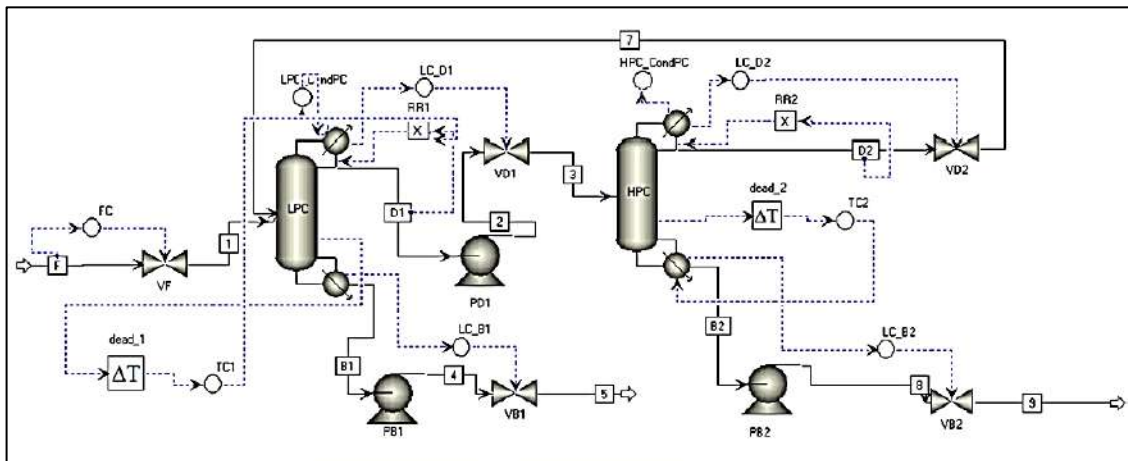 7
HPC_CondPC
LC_D2
LPC_CondPC
LC_D1
RR1
X
RR2
X
D2
VD2
FC
LPC
VD1
3
HPC
dead_2
TC2
ΔT
1
D1
2
F
VF
PD1
LC_B1
B2
LC_B2
dead_1
TC1
ΔT
B1
4
5
8
9
PB1
VB1
PB2
VB2